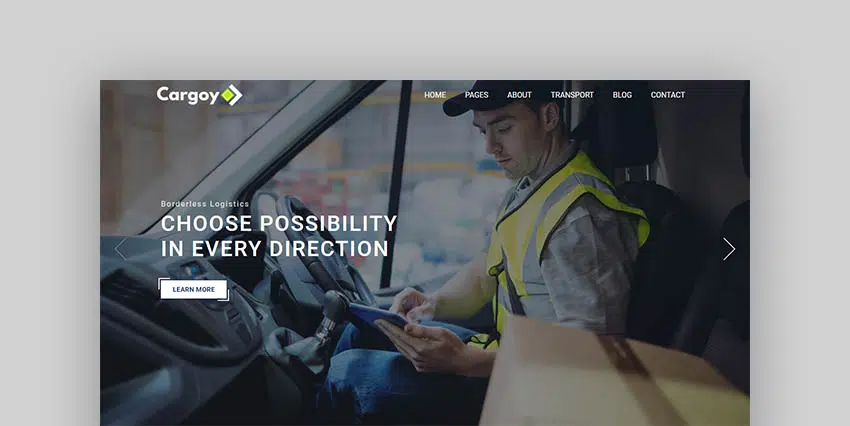 Cargoy
HOME PAGES ABOUT TRANSPORT BLOG CONTACT
Borderless Logistics
CHOOSE POSSIBILITY
IN EVERY DIRECTION
LEARN MORE